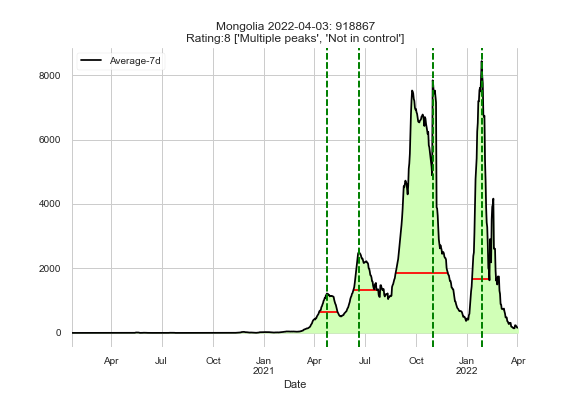 Mongolia 2022-04-03: 918867
Rating:8 ['Multiple peaks', 'Not in control']
Average-7d
8000
6000
4000
2000
0
Apr Jul Oct Jan Apr Jul Oct Jan Apr
2021 2022
Date